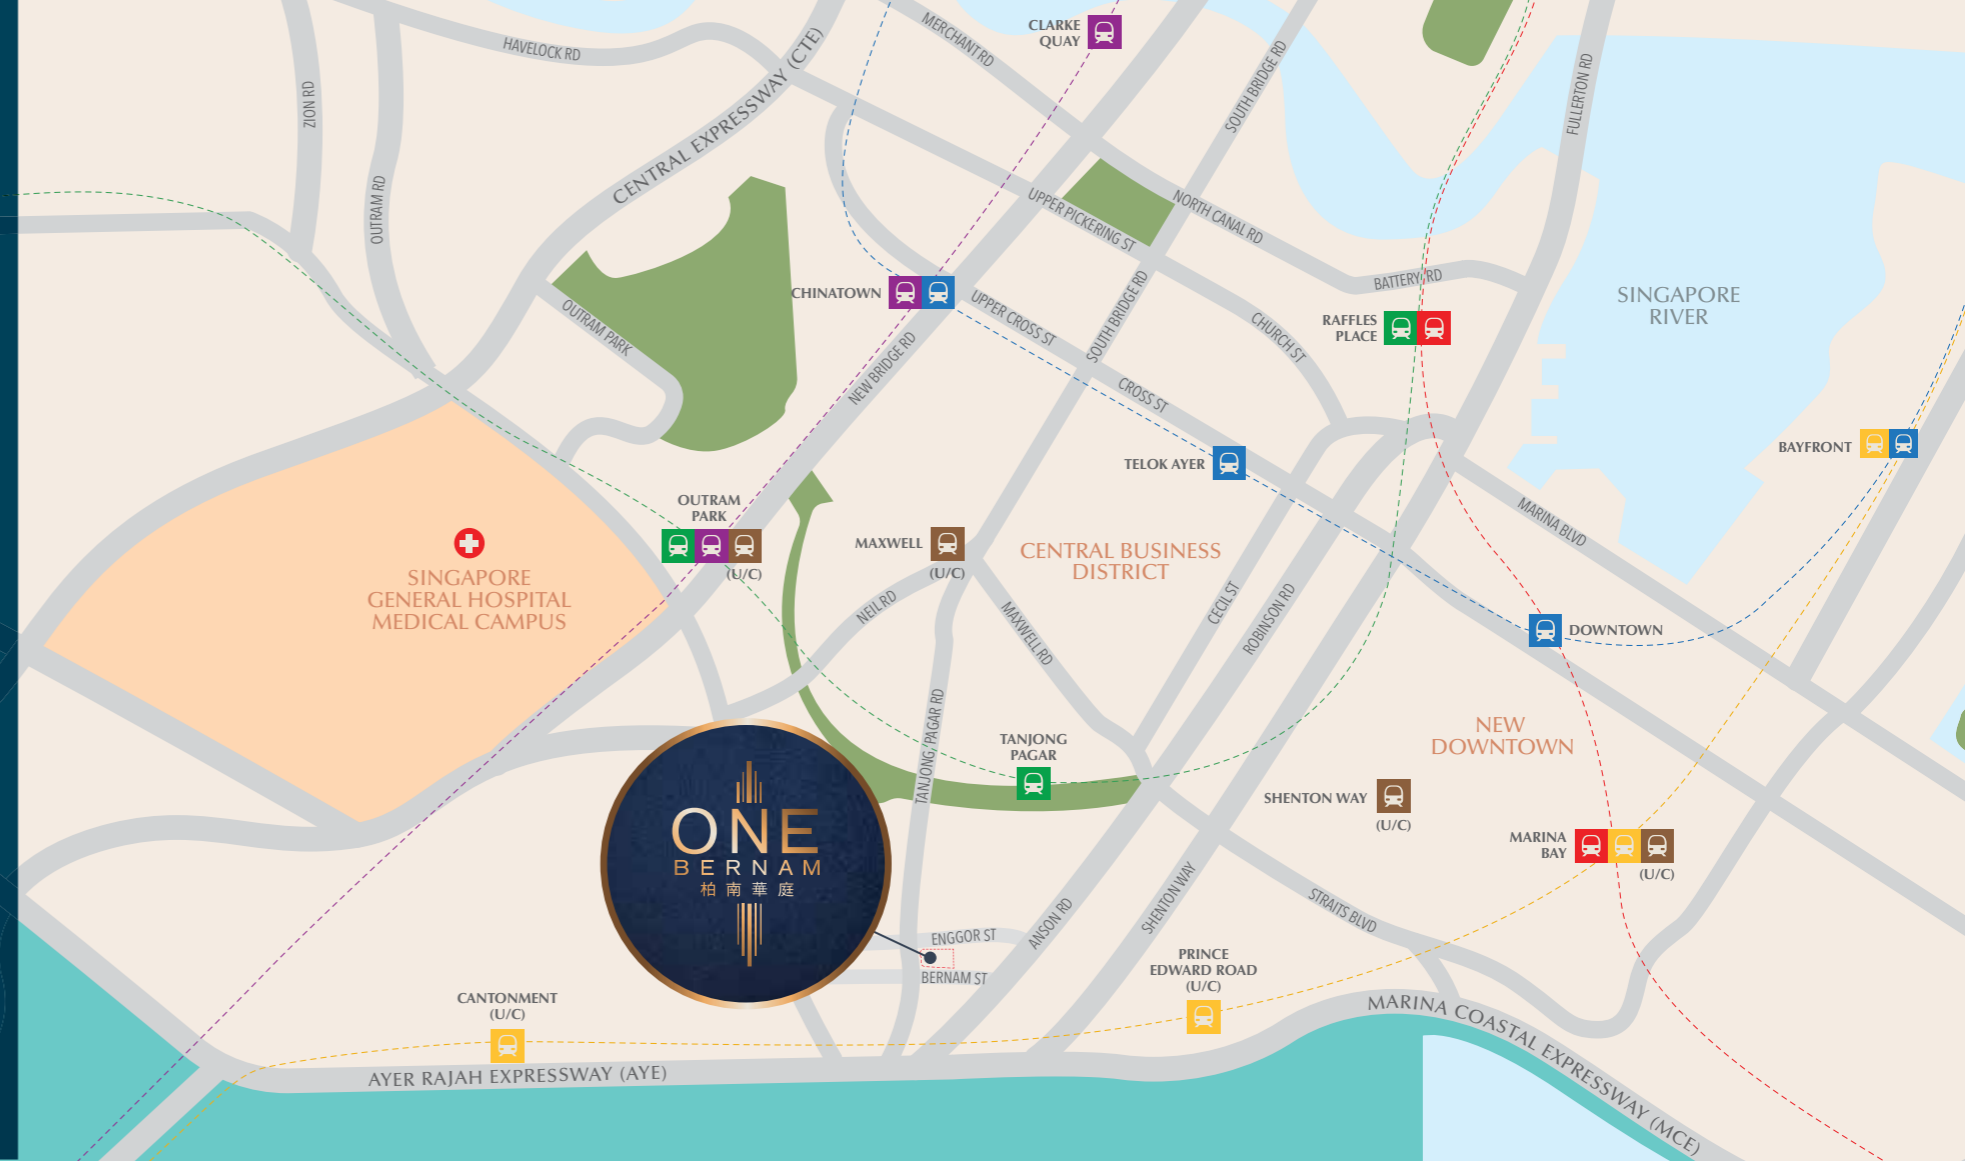 CLARKE
QUAY
MERCHANT RD
HAVELOCK RD
CENTRAL EXPRESSWAY (CTE)
ZION RD
OUTRAM RD
SOUTH BRIDGE RD
FULLERTON RD
UPPER PICKERING ST
NORTH CANAL RD
BATTERY RD
CHINATOWN
UPPER CROSS ST
SOUTH BRIDGE RD
CHURCH ST
RAFFLES
PLACE
SINGAPORE
RIVER
OUTRAM PARK
NEW BRIDGE RD
CROSS ST
TELOK AYER
BAYFRONT
OUTRAM
PARK
(U/C)
MAXWELL
(U/C)
CENTRAL BUSINESS
DISTRICT
MARINA BLVD
SINGAPORE
GENERAL HOSPITAL
MEDICAL CAMPUS
NEIL RD
MAXWELL RD
CECIL ST
ROBINSON RD
DOWNTOWN
TANJONG PAGAR RD
TANJONG
PAGAR
NEW
DOWNTOWN
SHENTON WAY
(U/C)
MARINA
BAY
(U/C)
ONE
BERNAM
柏南華庭
ENGGOR ST
BERNAM ST
ANSON RD
SHENTON WAY
STRAITS BLVD
PRINCE
EDWARD ROAD
(U/C)
CANTONMENT
(U/C)
MARINA COASTAL EXPRESSWAY (MCE)
AYER RAJAH EXPRESSWAY (AYE)